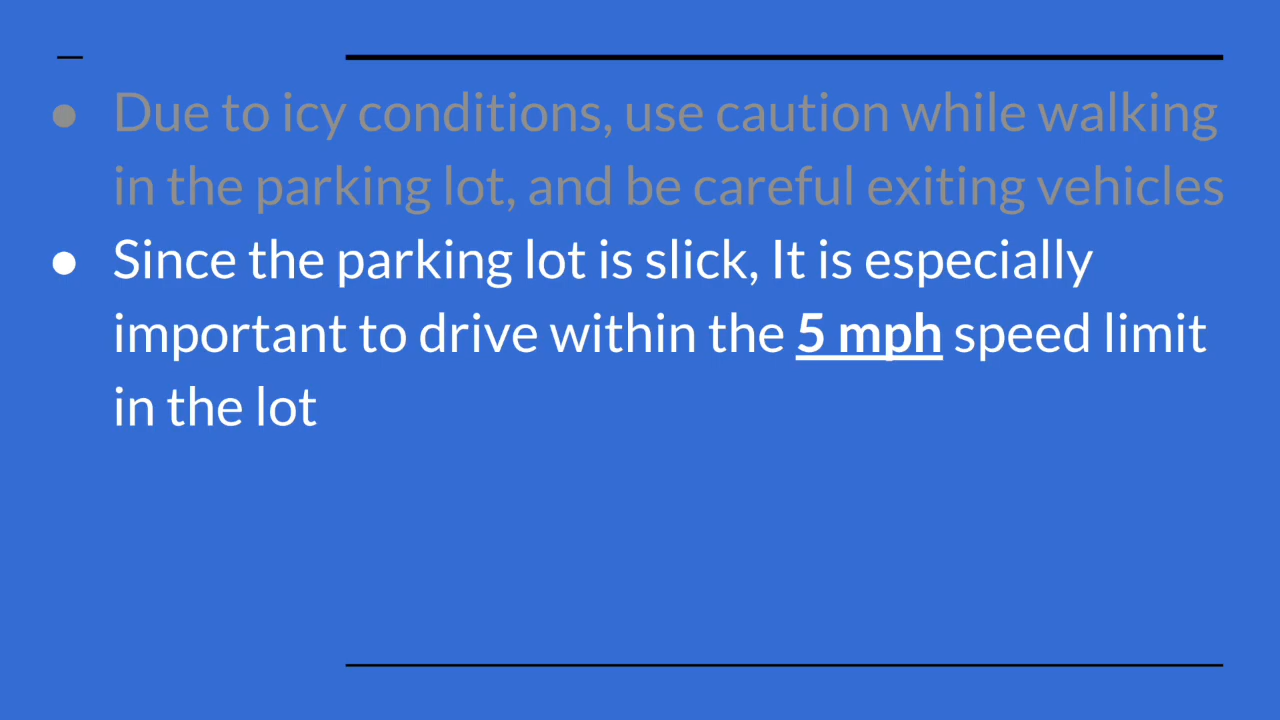 ● Due to icy conditions, use caution while walking
in the parking lot, and be careful exiting vehicles
● Since the parking lot is slick, It is especially
important to drive within the 5 mph speed limit
in the lot